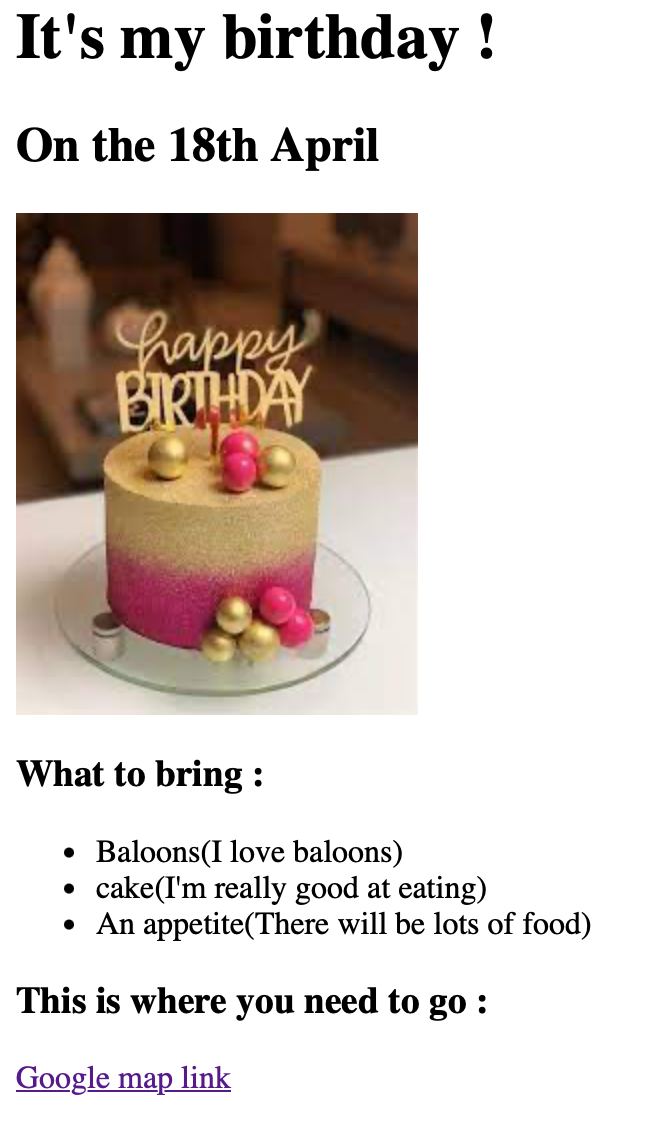 It's my birthday !
On the 18th April
happy
BIRTHDAY
What to bring :
Baloons(I love baloons)
cake(I'm really good at eating)
An appetite(There will be lots of food)
This is where you need to go :
Google map link